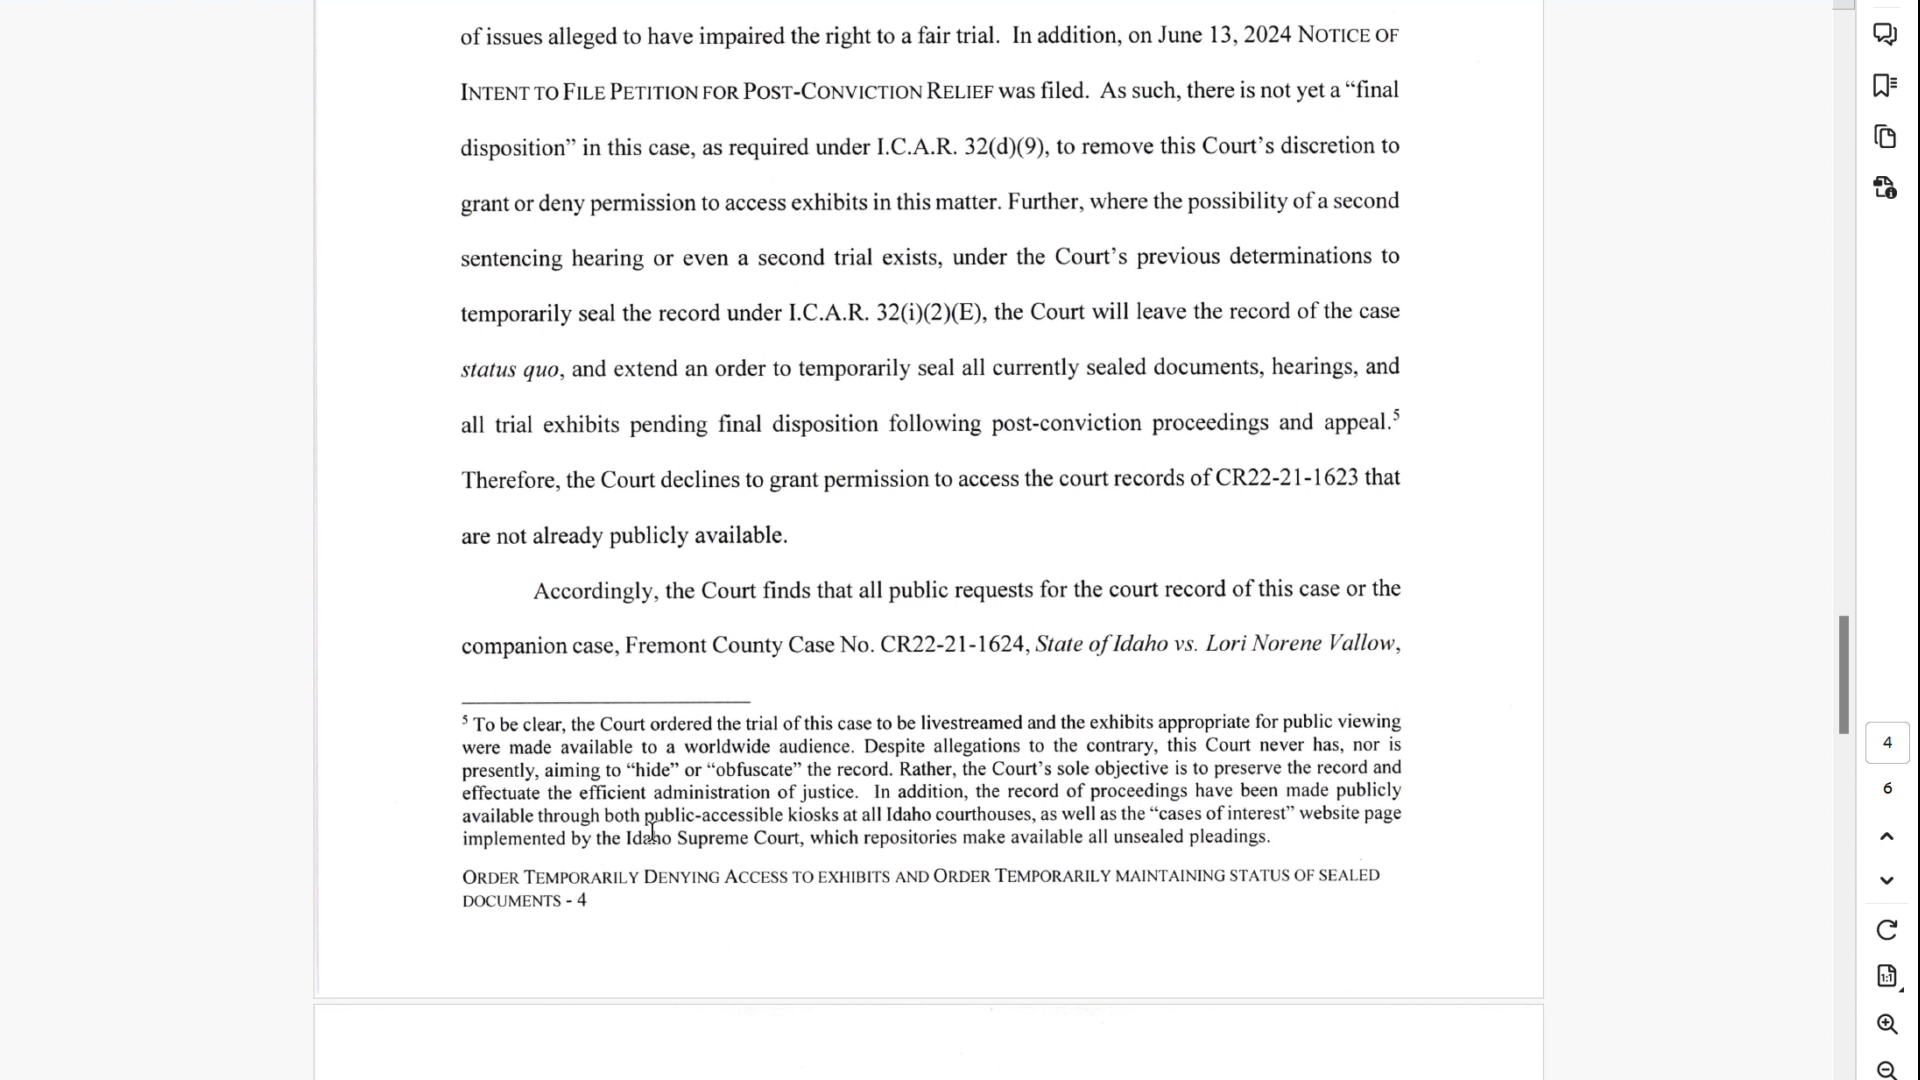 of issues alleged to have impaired the right to a fair trial.  In addition, on June 13, 2024 NOTICE OF
INTENT TO FILE PETITION FOR POST-CONVICTION RELIEF was filed.  As such, there is not yet a “final
disposition” in this case, as required under I.C.A.R. 32(d)(9), to remove this Court’s discretion to
grant or deny permission to access exhibits in this matter. Further, where the possibility of a second
sentencing hearing or even a second trial exists, under the Court’s previous determinations to
temporarily seal the record under I.C.A.R. 32(i)(2)(E), the Court will leave the record of the case
status quo, and extend an order to temporarily seal all currently sealed documents, hearings, and
all trial exhibits pending final disposition following post-conviction proceedings and appeal.5
Therefore, the Court declines to grant permission to access the court records of CR22-21-1623 that
are not already publicly available.
Accordingly, the Court finds that all public requests for the court record of this case or the
companion case, Fremont County Case No. CR22-21-1624, State of Idaho vs. Lori Norene Vallow,
5 To be clear, the Court ordered the trial of this case to be livestreamed and the exhibits appropriate for public viewing
were made available to a worldwide audience. Despite allegations to the contrary, this Court never has, nor is
presently, aiming to “hide” or “obfuscate” the record. Rather, the Court’s sole objective is to preserve the record and
effectuate the efficient administration of justice.  In addition, the record of proceedings have been made publicly
available through both public-accessible kiosks at all Idaho courthouses, as well as the “cases of interest” website page
implemented by the Idaho Supreme Court, which repositories make available all unsealed pleadings.
ORDER TEMPORARILY DENYING ACCESS TO EXHIBITS AND ORDER TEMPORARILY MAINTAINING STATUS OF SEALED
DOCUMENTS - 4
4
6
1:1